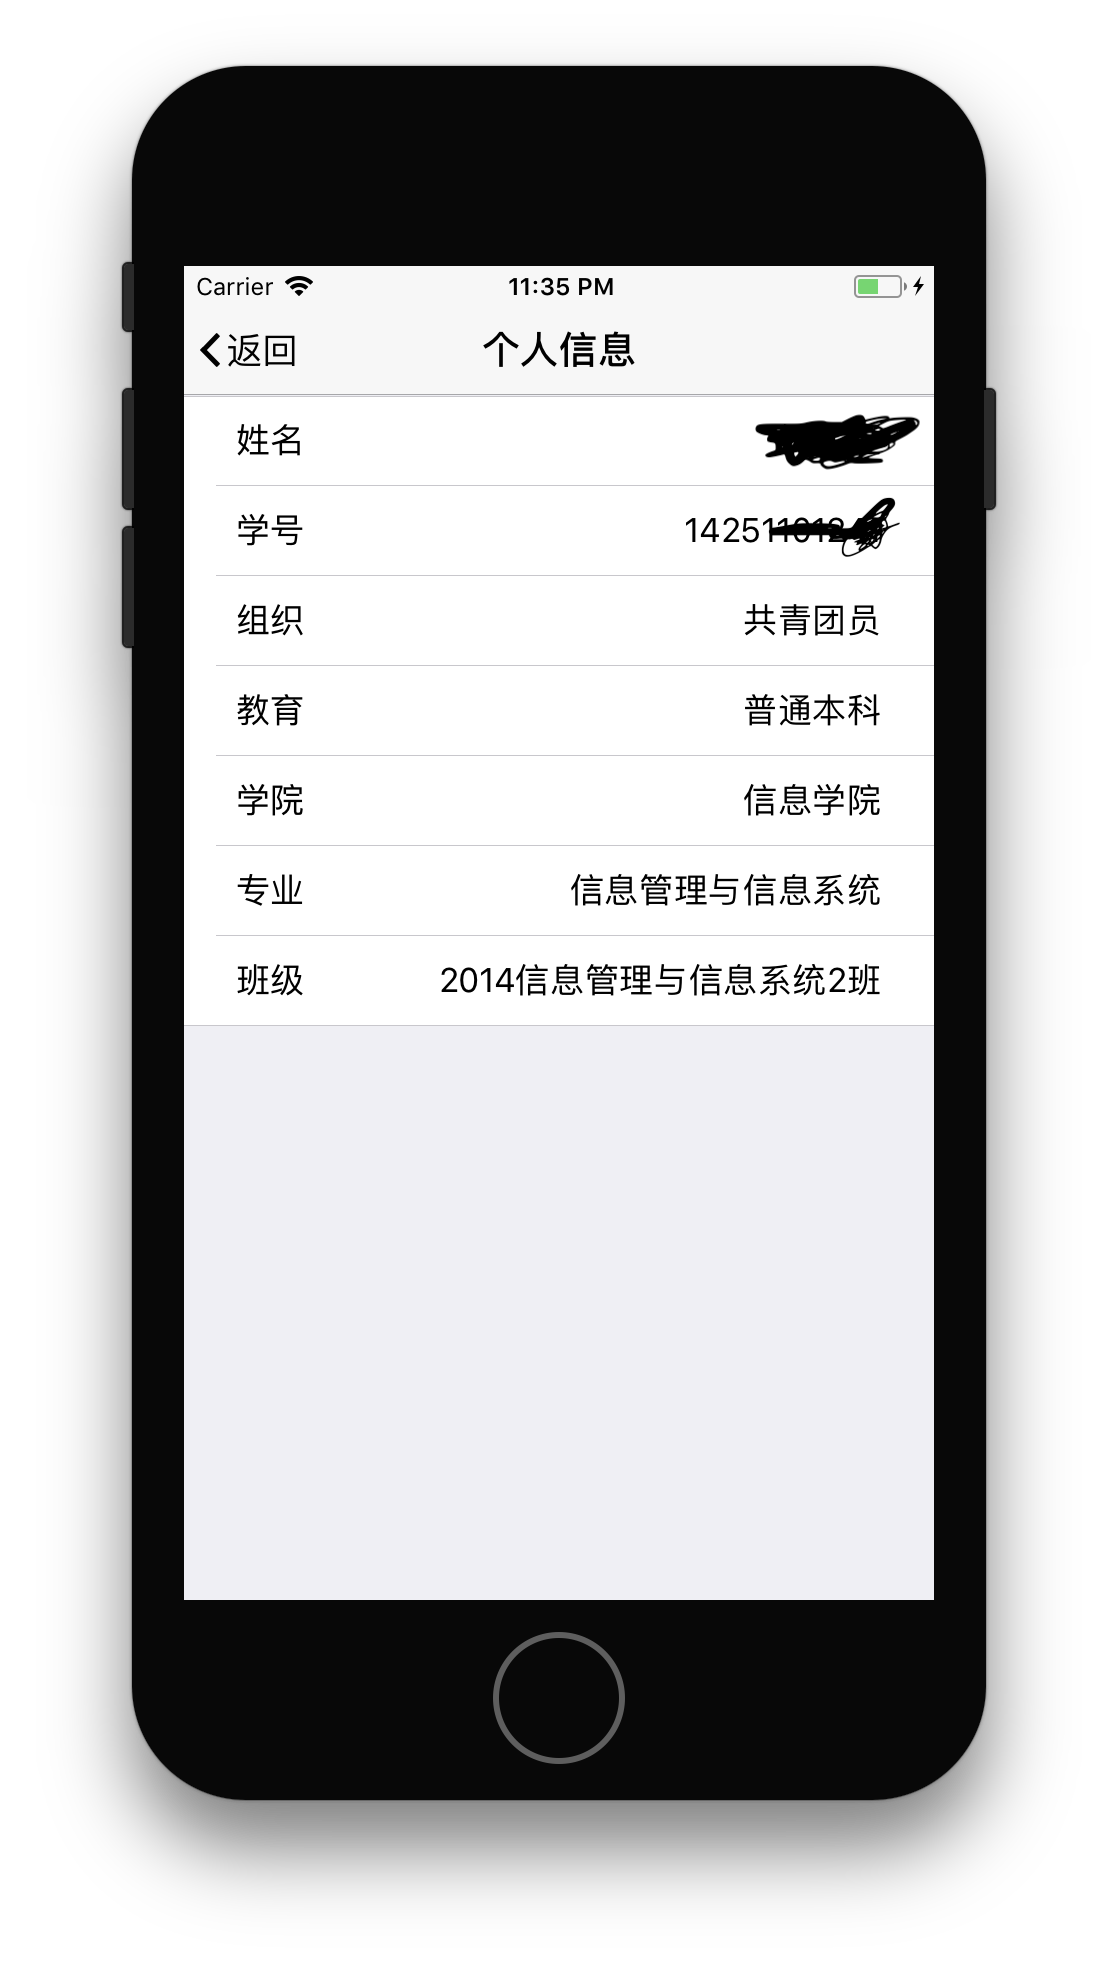 Carrier 11:35 PM
返回 个人信息
姓名
学号 14251
组织 共青团员
教育 普通本科
学院 信息学院
专业 信息管理与信息系统
班级 2014信息管理与信息系统2班